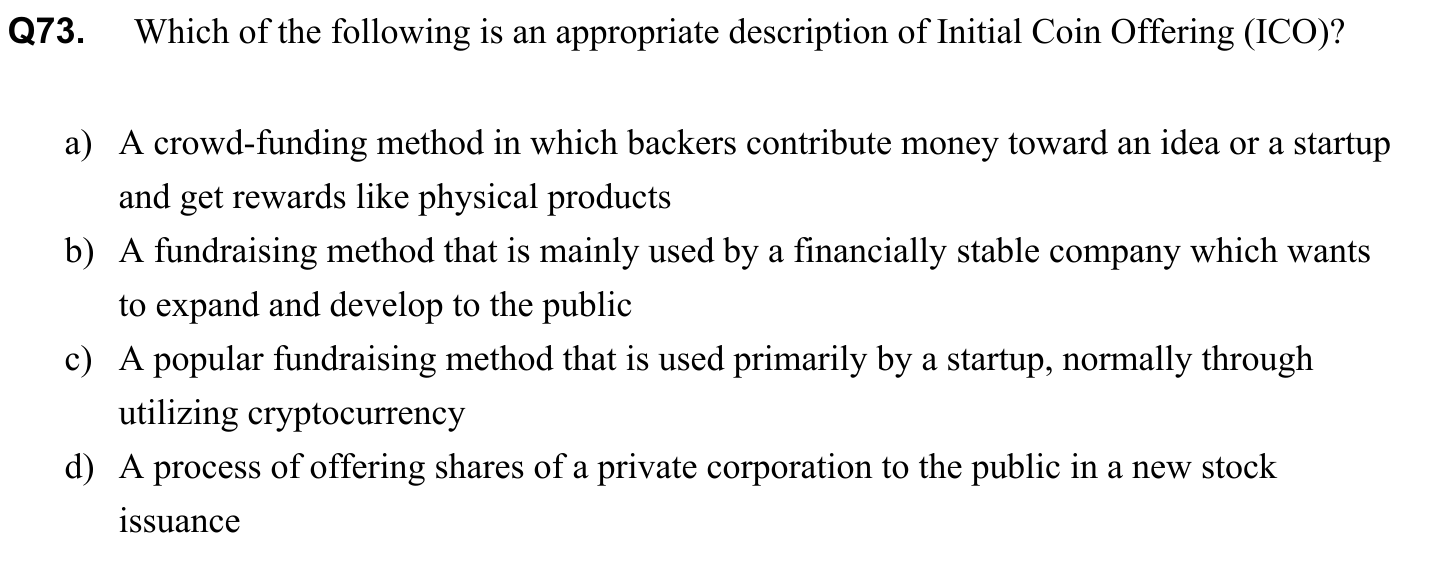 Q73. Which of the following is an appropriate description of Initial Coin Offering (ICO)?
a) A crowd-funding method in which backers contribute money toward an idea or a startup
and get rewards like physical products
b) A fundraising method that is mainly used by a financially stable company which wants
to expand and develop to the public
c) A popular fundraising method that is used primarily by a startup, normally through
utilizing cryptocurrency
d) A process of offering shares of a private corporation to the public in a new stock
issuance